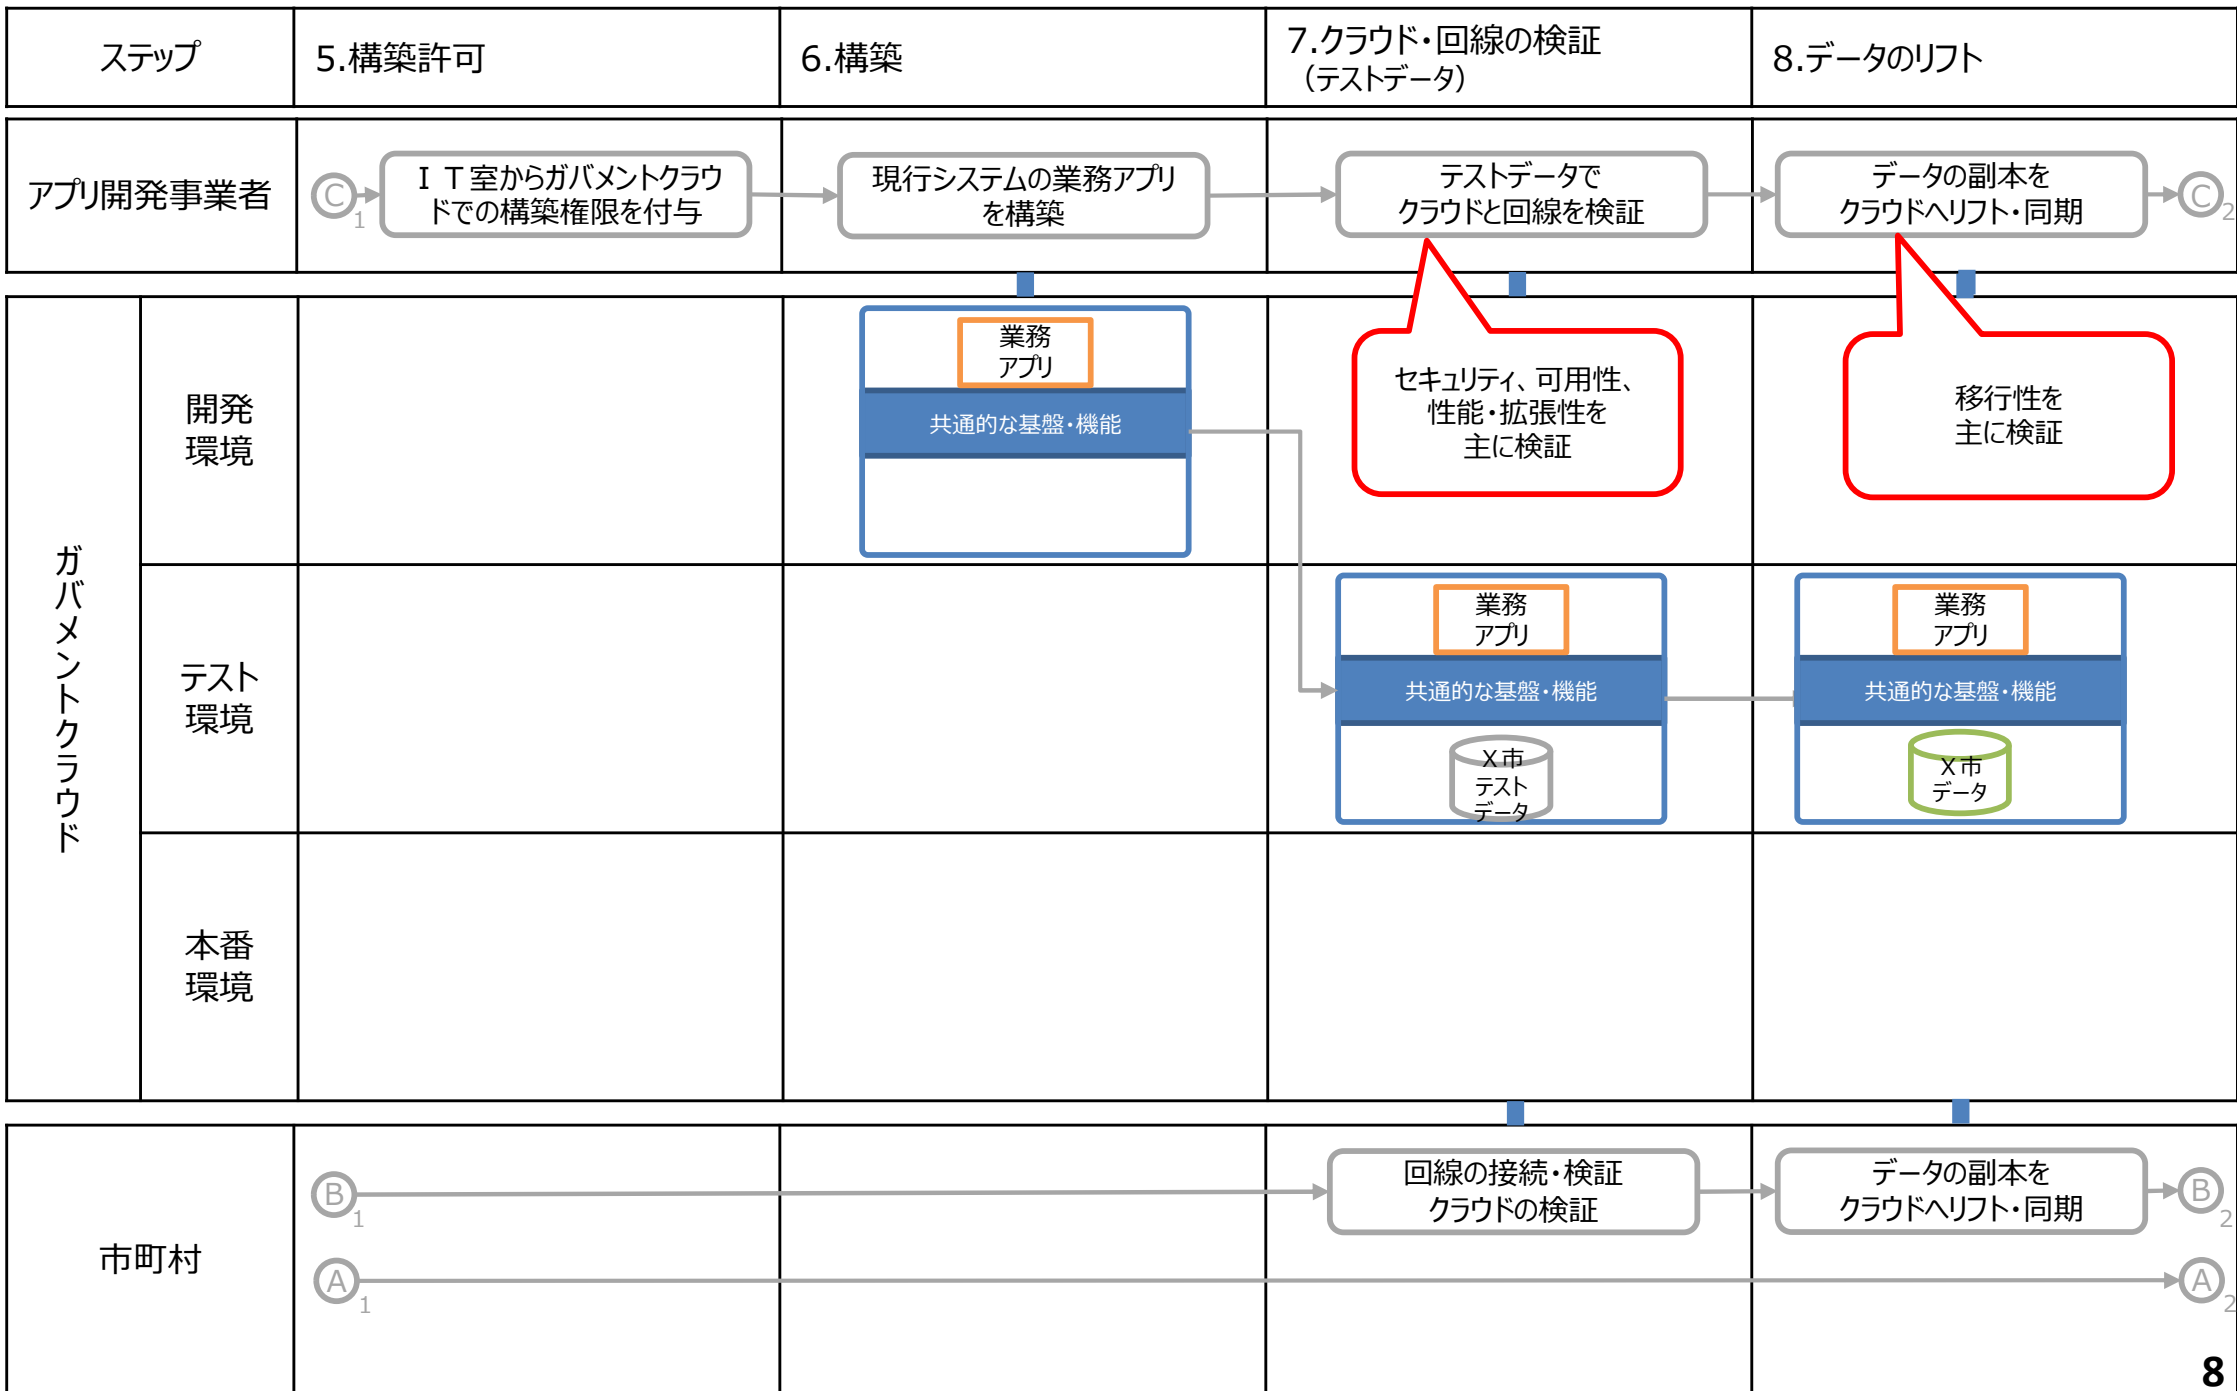 ステップ
5.構築許可
6.構築
7.クラウド・回線の検証
（テストデータ）
8.データのリフト
アプリ開発事業者
C
1
ＩＴ室からガバメントクラウ
ドでの構築権限を付与
現行システムの業務アプリ
を構築
テストデータで
クラウドと回線を検証
データの副本を
クラウドへリフト・同期
C
2
ガバメントクラウド
開発
環境
業務
アプリ
共通的な基盤・機能
セキュリティ、可用性、
性能・拡張性を
主に検証
移行性を
主に検証
テスト
環境
業務
アプリ
共通的な基盤・機能
Ｘ市
テスト
データ
業務
アプリ
共通的な基盤・機能
Ｘ市
データ
本番
環境
市町村
B
1
回線の接続・検証
クラウドの検証
データの副本を
クラウドへリフト・同期
B
2
A
1
A
2
8